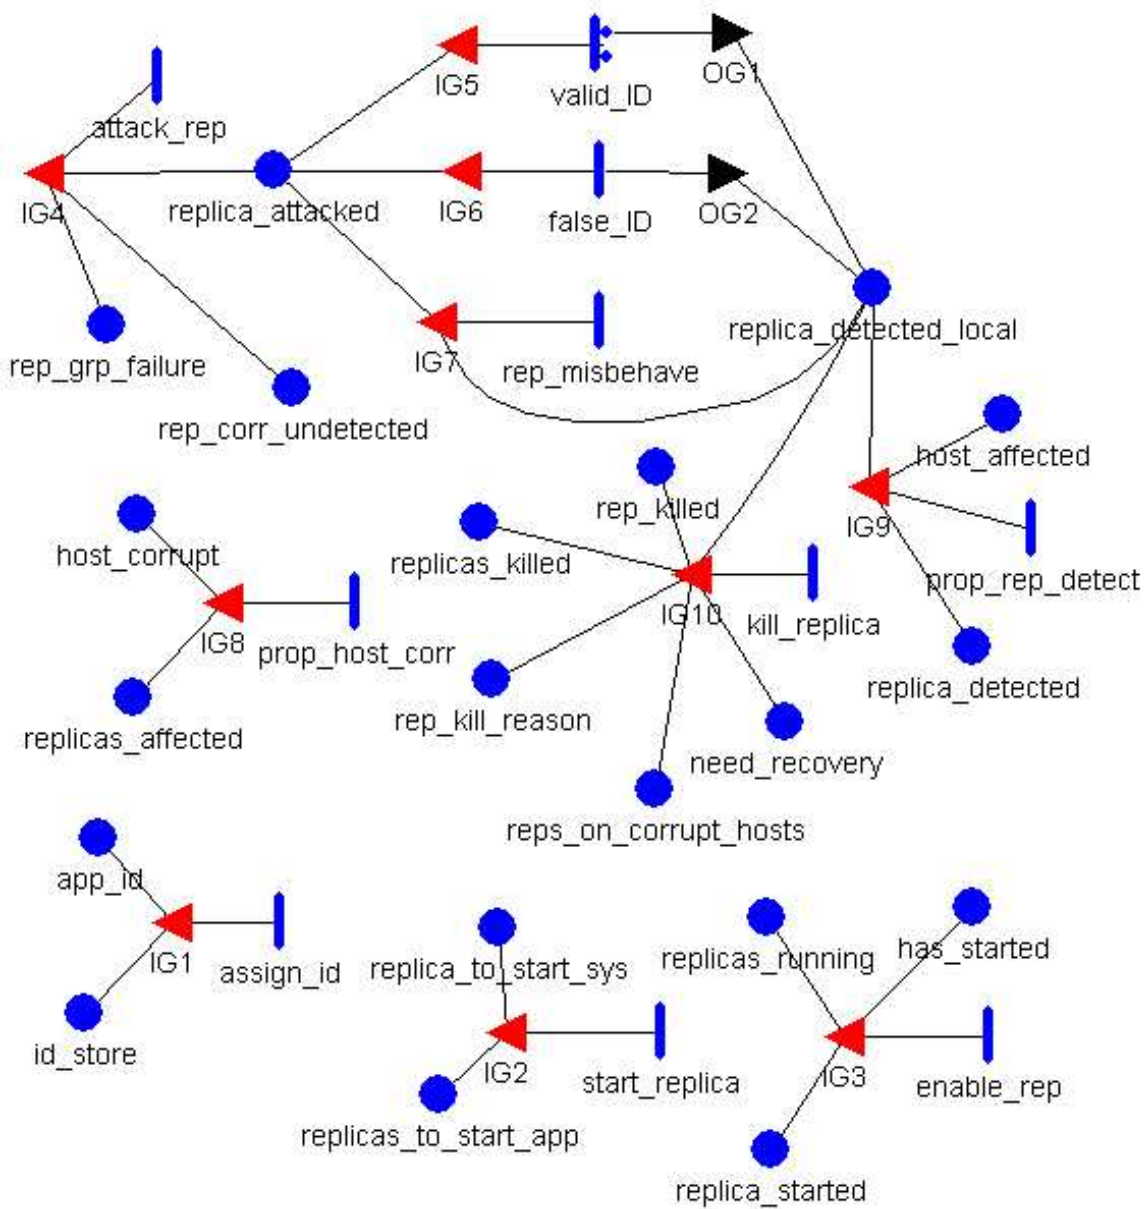 OG1
IG5
valid_ID
attack_rep
IG4
replica_attacked
IG6
false_ID
OG2
replica_detected_local
rep_grp_failure
IG7
rep_misbehave
rep_corr_undetected
host_affected
rep_killed
IG9
host_corrupt
replicas_killed
prop_rep_detect
IG10
kill_replica
IG8
prop_host_corr
replica_detected
rep_kill_reason
replicas_affected
need_recovery
reps_on_corrupt_hosts
app_id
IG1
assign_id
replica_to_start_sys
replicas_running
has_started
id_store
IG2
start_replica
IG3
enable_rep
replicas_to_start_app
replica_started